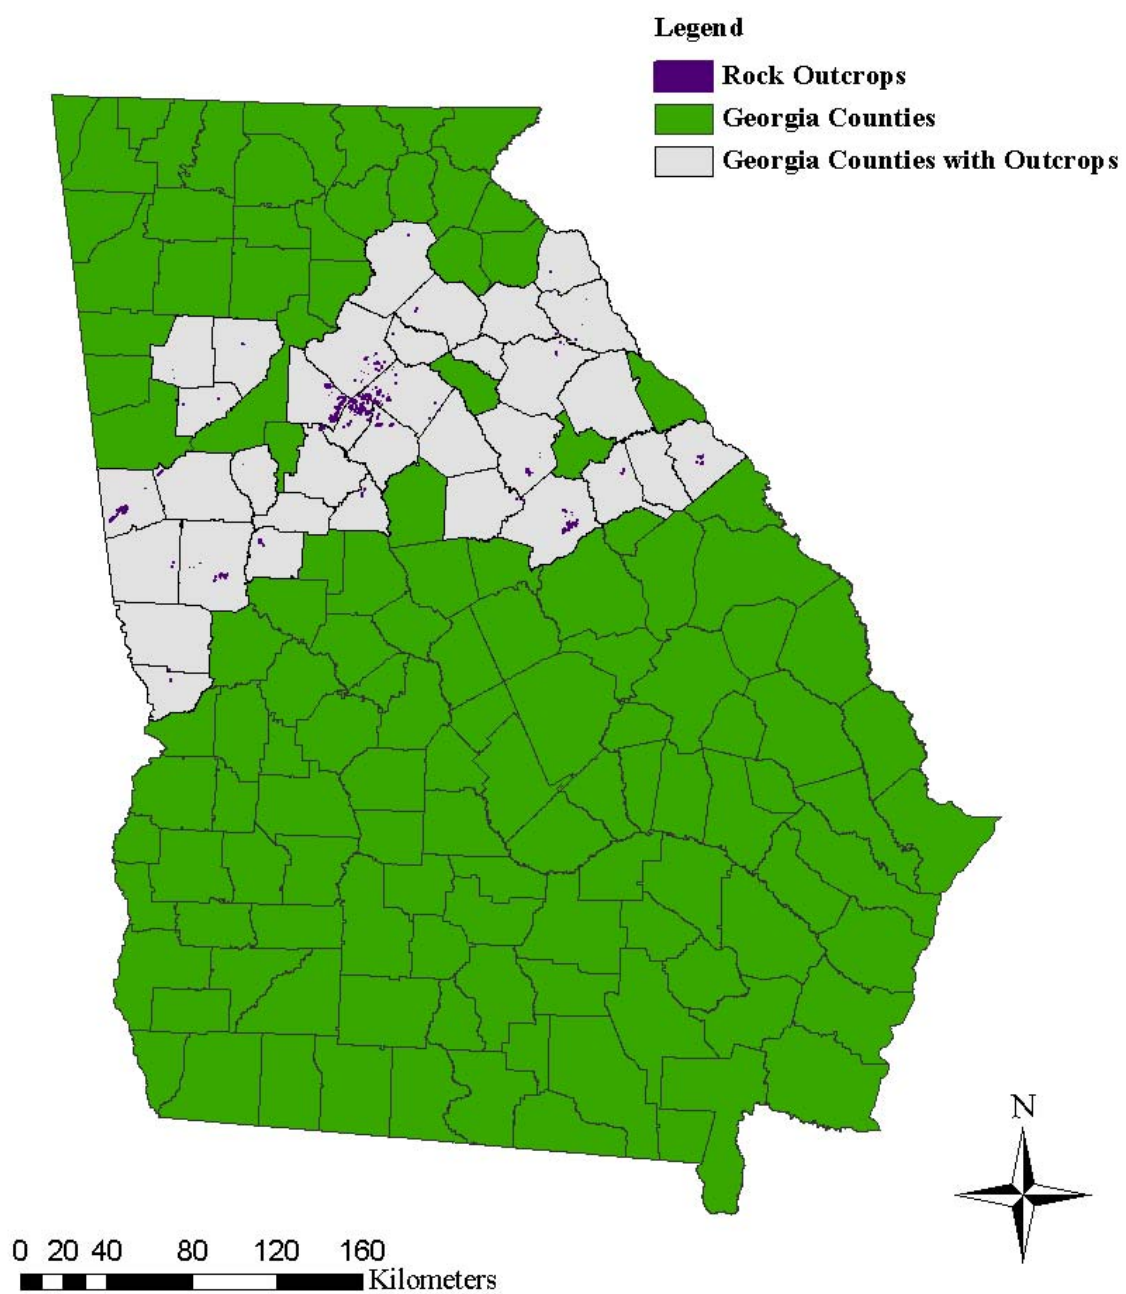 Legend
Rock Outcrops
Georgia Counties
Georgia Counties with Outcrops
N
0 20 40 80 120 160
Kilometers